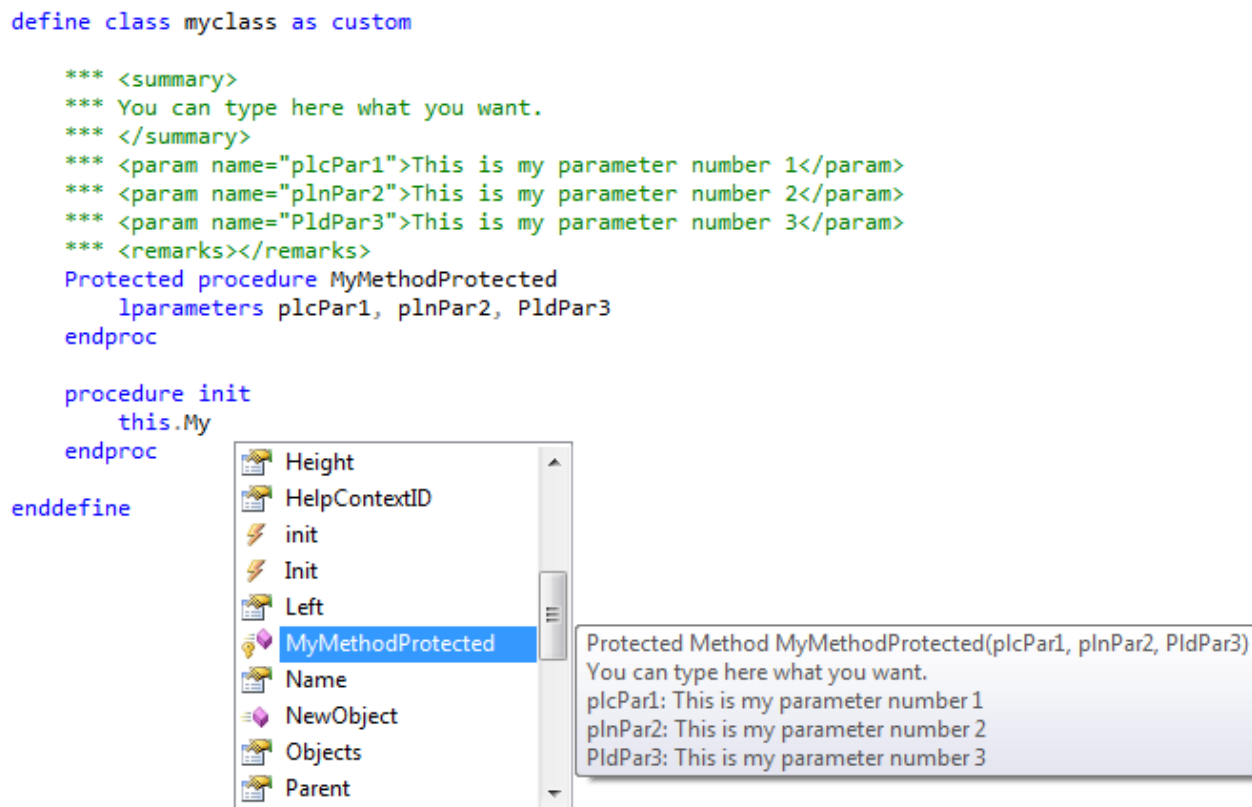 define class myclass as custom
*** <summary>
*** You can type here what you want.
*** </summary>
*** <param name="plcPar1">This is my parameter number 1</param>
*** <param name="plnPar2">This is my parameter number 2</param>
*** <param name="PldPar3">This is my parameter number 3</param>
*** <remarks></remarks>
Protected procedure MyMethodProtected
lparameters plcPar1, plnPar2, PldPar3
endproc
procedure init
this.My
endproc
enddefine
Height
HelpContextID
init
Init
Left
MyMethodProtected
Name
NewObject
Objects
Parent
Protected Method MyMethodProtected(plcPar1, plnPar2, PldPar3)
You can type here what you want.
plcPar1: This is my parameter number 1
plnPar2: This is my parameter number 2
PldPar3: This is my parameter number 3